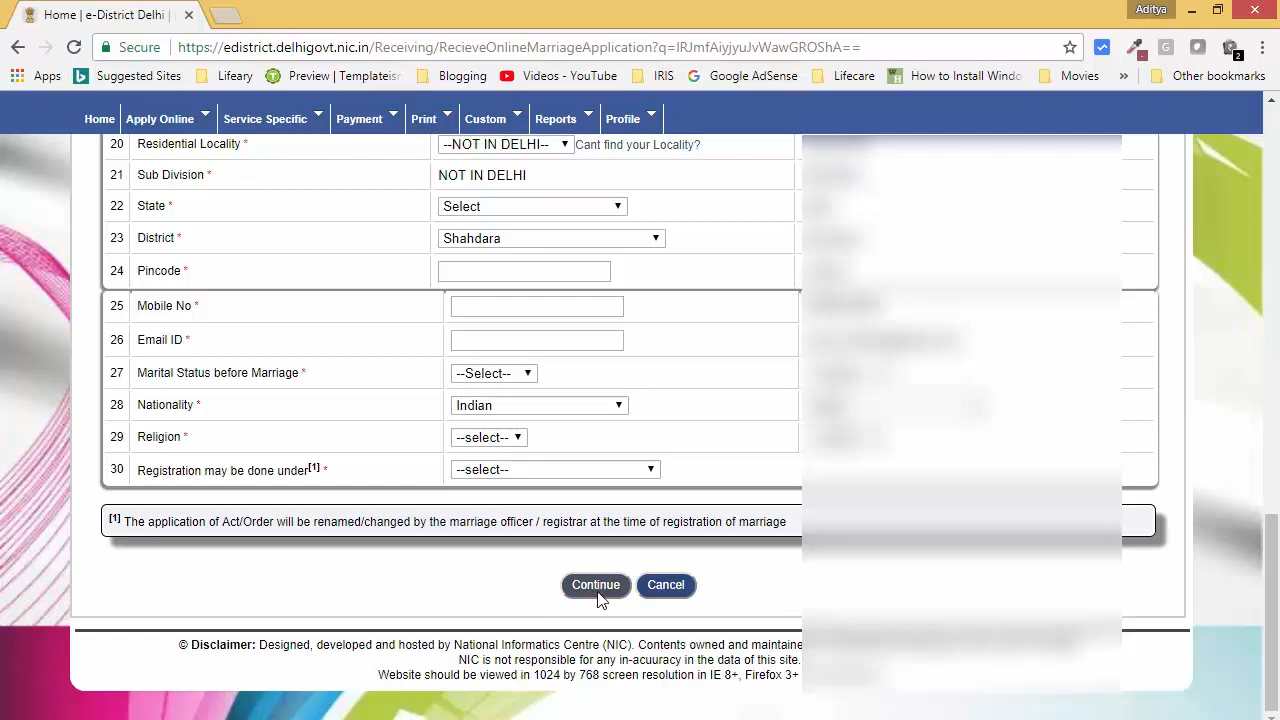 Home | e-District Delhi |
Aditya
Secure
https://edistrict.delhigovt.nic.in/Receiving/RecieveOnlineMarriageApplication?q=lRJmfAiyjyuJvWawGROShA==
2
Apps
Suggested Sites
Lifeary
Preview | Templateis
Blogging
Videos - YouTube
IRIS
Google AdSense
Lifecare
How to Install Windo
Movies
»
Other bookmarks
Home
Apply Online
Service Specific
Payment
Print
Custom
Reports
Profile
20 Residential Locality * --NOT IN DELHI-- Cant find your Locality?
21 Sub Division * NOT IN DELHI
22 State * Select
23 District * Shahdara
24 Pincode *
25 Mobile No *
26 Email ID *
27 Marital Status before Marriage * --Select--
28 Nationality * Indian
29 Religion * --select--
30 Registration may be done under[1] * --select--
[1] The application of Act/Order will be renamed/changed by the marriage officer / registrar at the time of registration of marriage
Continue
Cancel
© Disclaimer: Designed, developed and hosted by National Informatics Centre (NIC). Contents owned and maintaine
NIC is not responsible for any in-accuracy in the data of this site.
Website should be viewed in 1024 by 768 screen resolution in IE 8+, Firefox 3+